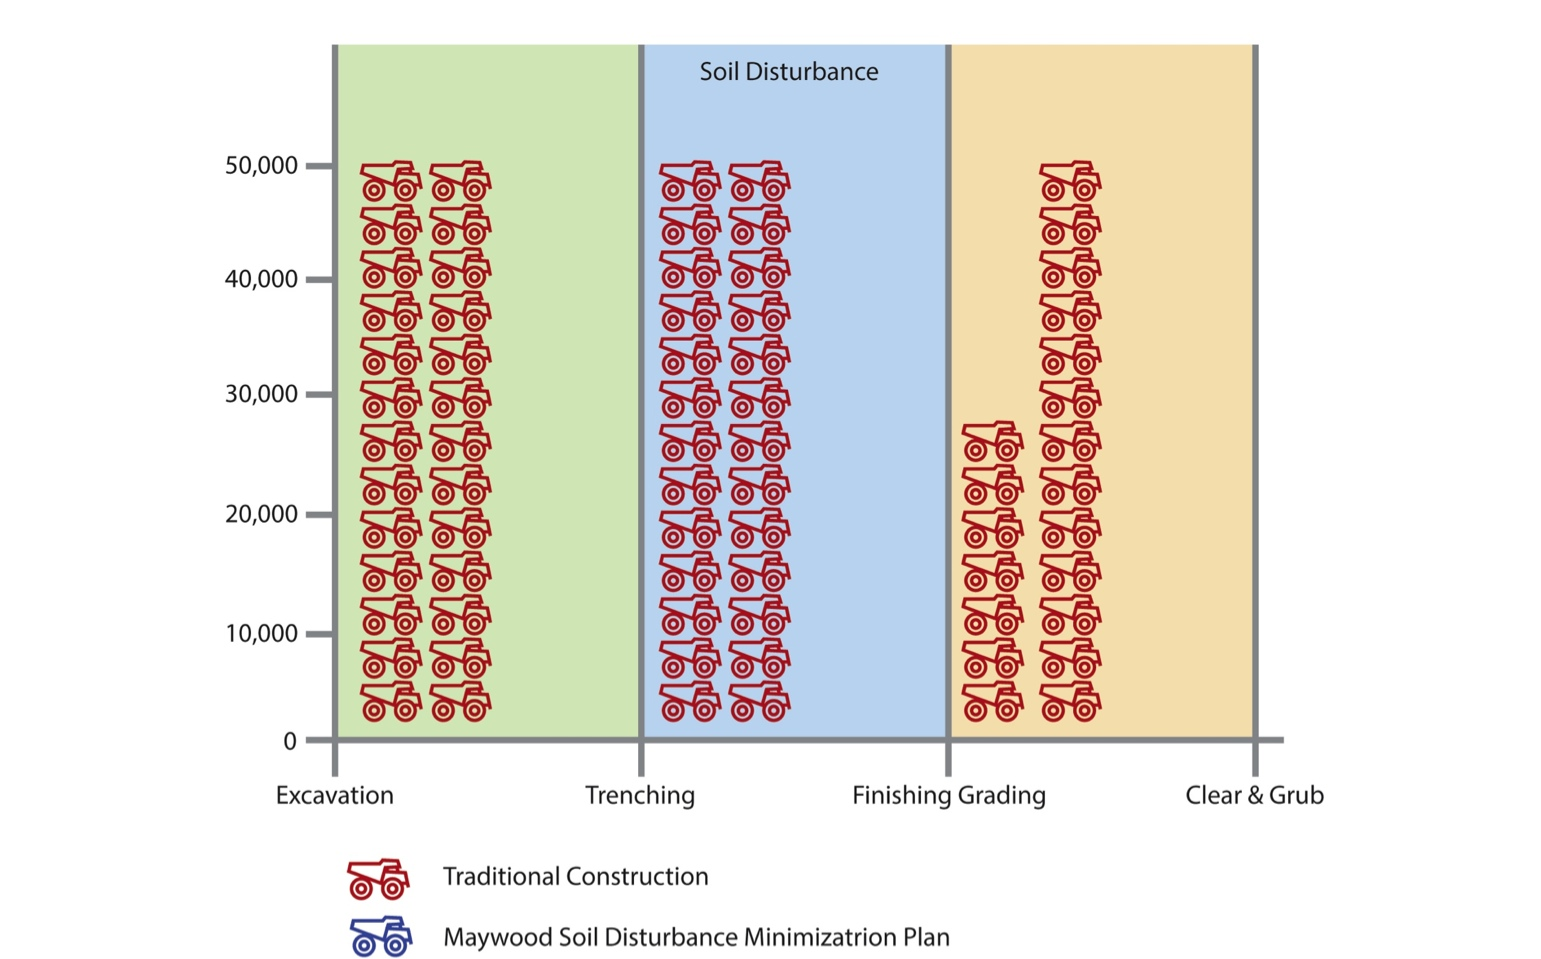 Soil Disturbance
50,000
40,000
30,000
20,000
10,000
0
Excavation Trenching Finishing Grading Clear & Grub
Traditional Construction
Maywood Soil Disturbance Minimizatrion Plan